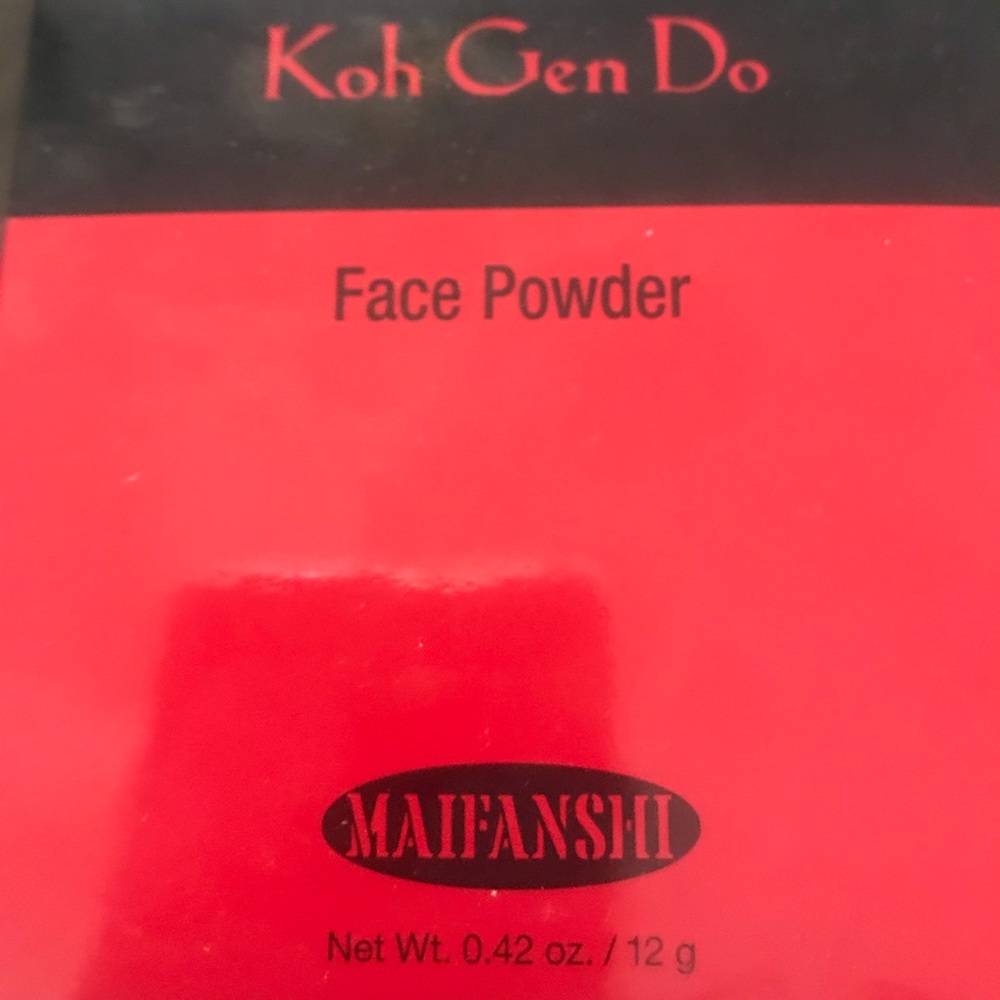 Koh Gen Do
Face Powder
MAIFANSHI
Net Wt. 0.42 oz. / 12 g